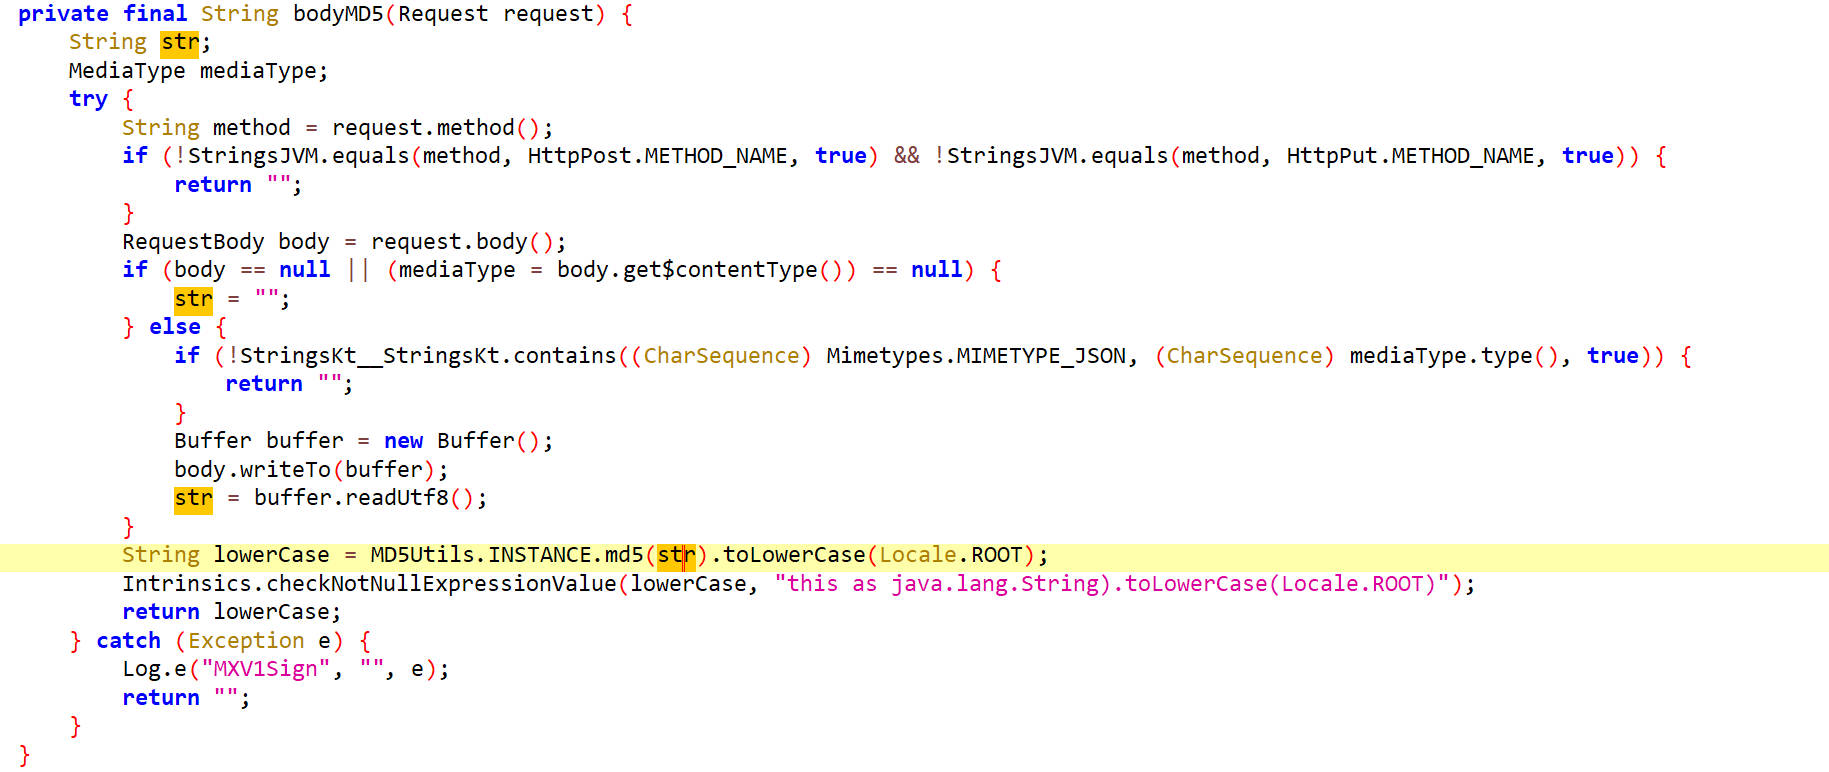 private final String bodyMD5(Request request) {
String str;
MediaType mediaType;
try {
String method = request.method();
if (!StringsJVM.equals(method, HttpPost.METHOD_NAME, true) && !StringsJVM.equals(method, HttpPut.METHOD_NAME, true)) {
return "";
}
RequestBody body = request.body();
if (body == null || (mediaType = body.get$contentType()) == null) {
str = "";
} else {
if (!StringsKt__StringsKt.contains((CharSequence) Mimetypes.MIMETYPE_JSON, (CharSequence) mediaType.type(), true)) {
return "";
}
Buffer buffer = new Buffer();
body.writeTo(buffer);
str = buffer.readUtf8();
}
String lowerCase = MD5Utils.INSTANCE.md5(str).toLowerCase(Locale.ROOT);
Intrinsics.checkNotNullExpressionValue(lowerCase, "this as java.lang.String).toLowerCase(Locale.ROOT)");
return lowerCase;
} catch (Exception e) {
Log.e("MXV1Sign", "", e);
return "";
}
}